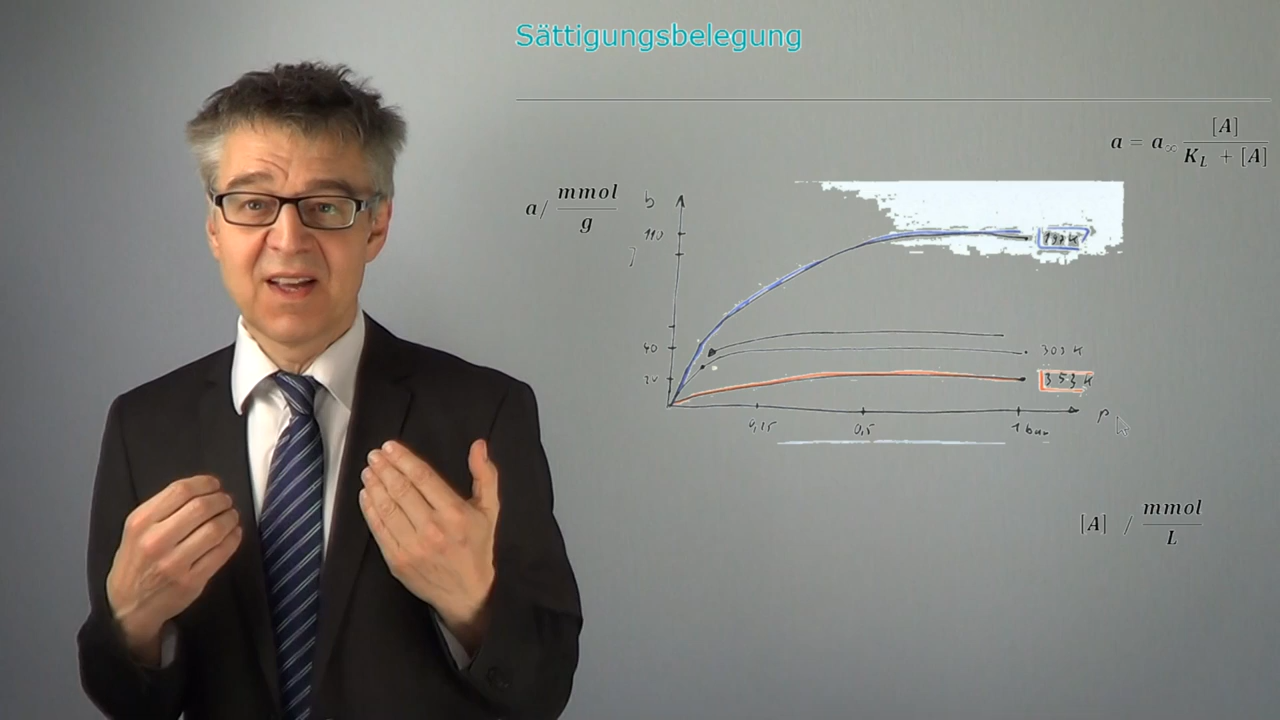 Sättigungsbelegung
a = a∞ [A] / K_L + [A]
a / mmol / g
b
110
40
303 K
20
353 K
0,5
1 bar
p
[A] / mmol / L